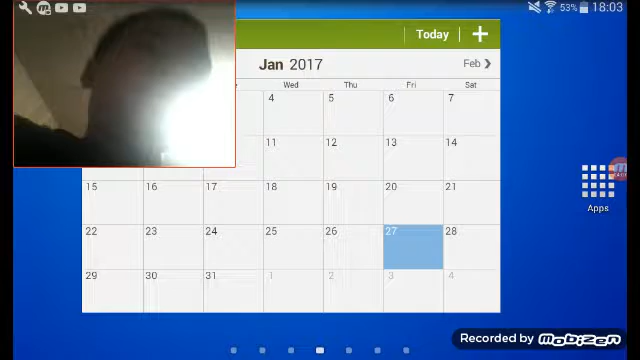 53% 18:03
Today +
Jan 2017 Feb
Wed Thu Fri Sat
4 5 6 7
11 12 13 14
15 16 17 18 19 20 21
22 23 24 25 26 27 28
29 30 31 1 2 3 4
Apps
Recorded by Mobizen